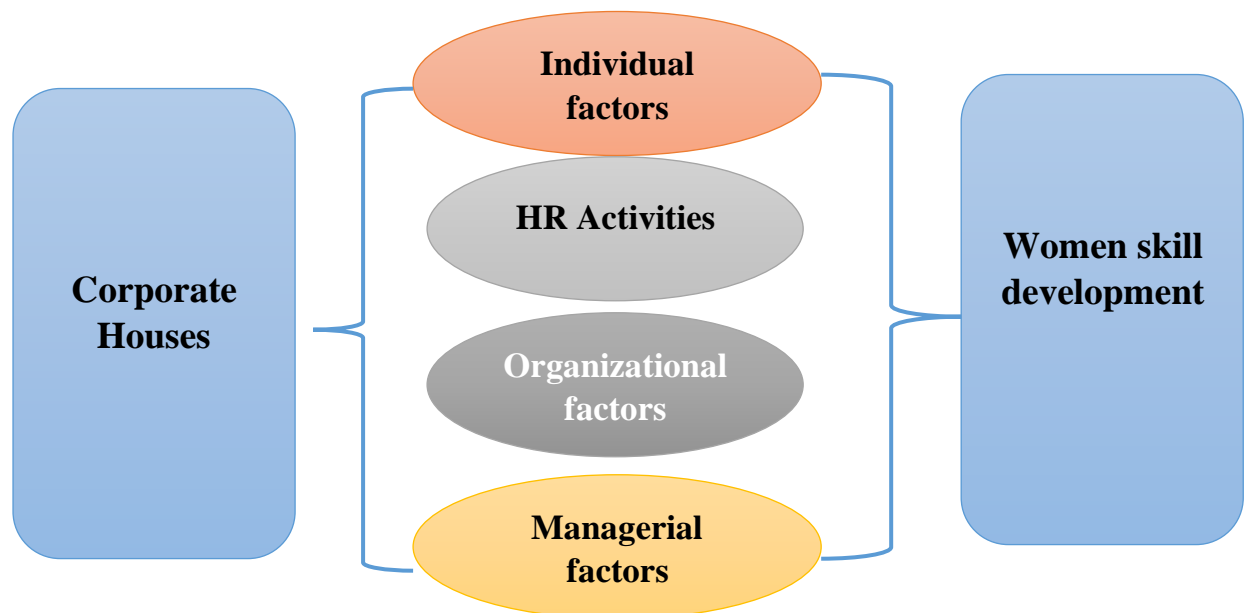 Corporate
Houses
Individual
factors
HR Activities
Organizational
factors
Managerial
factors
Women skill
development